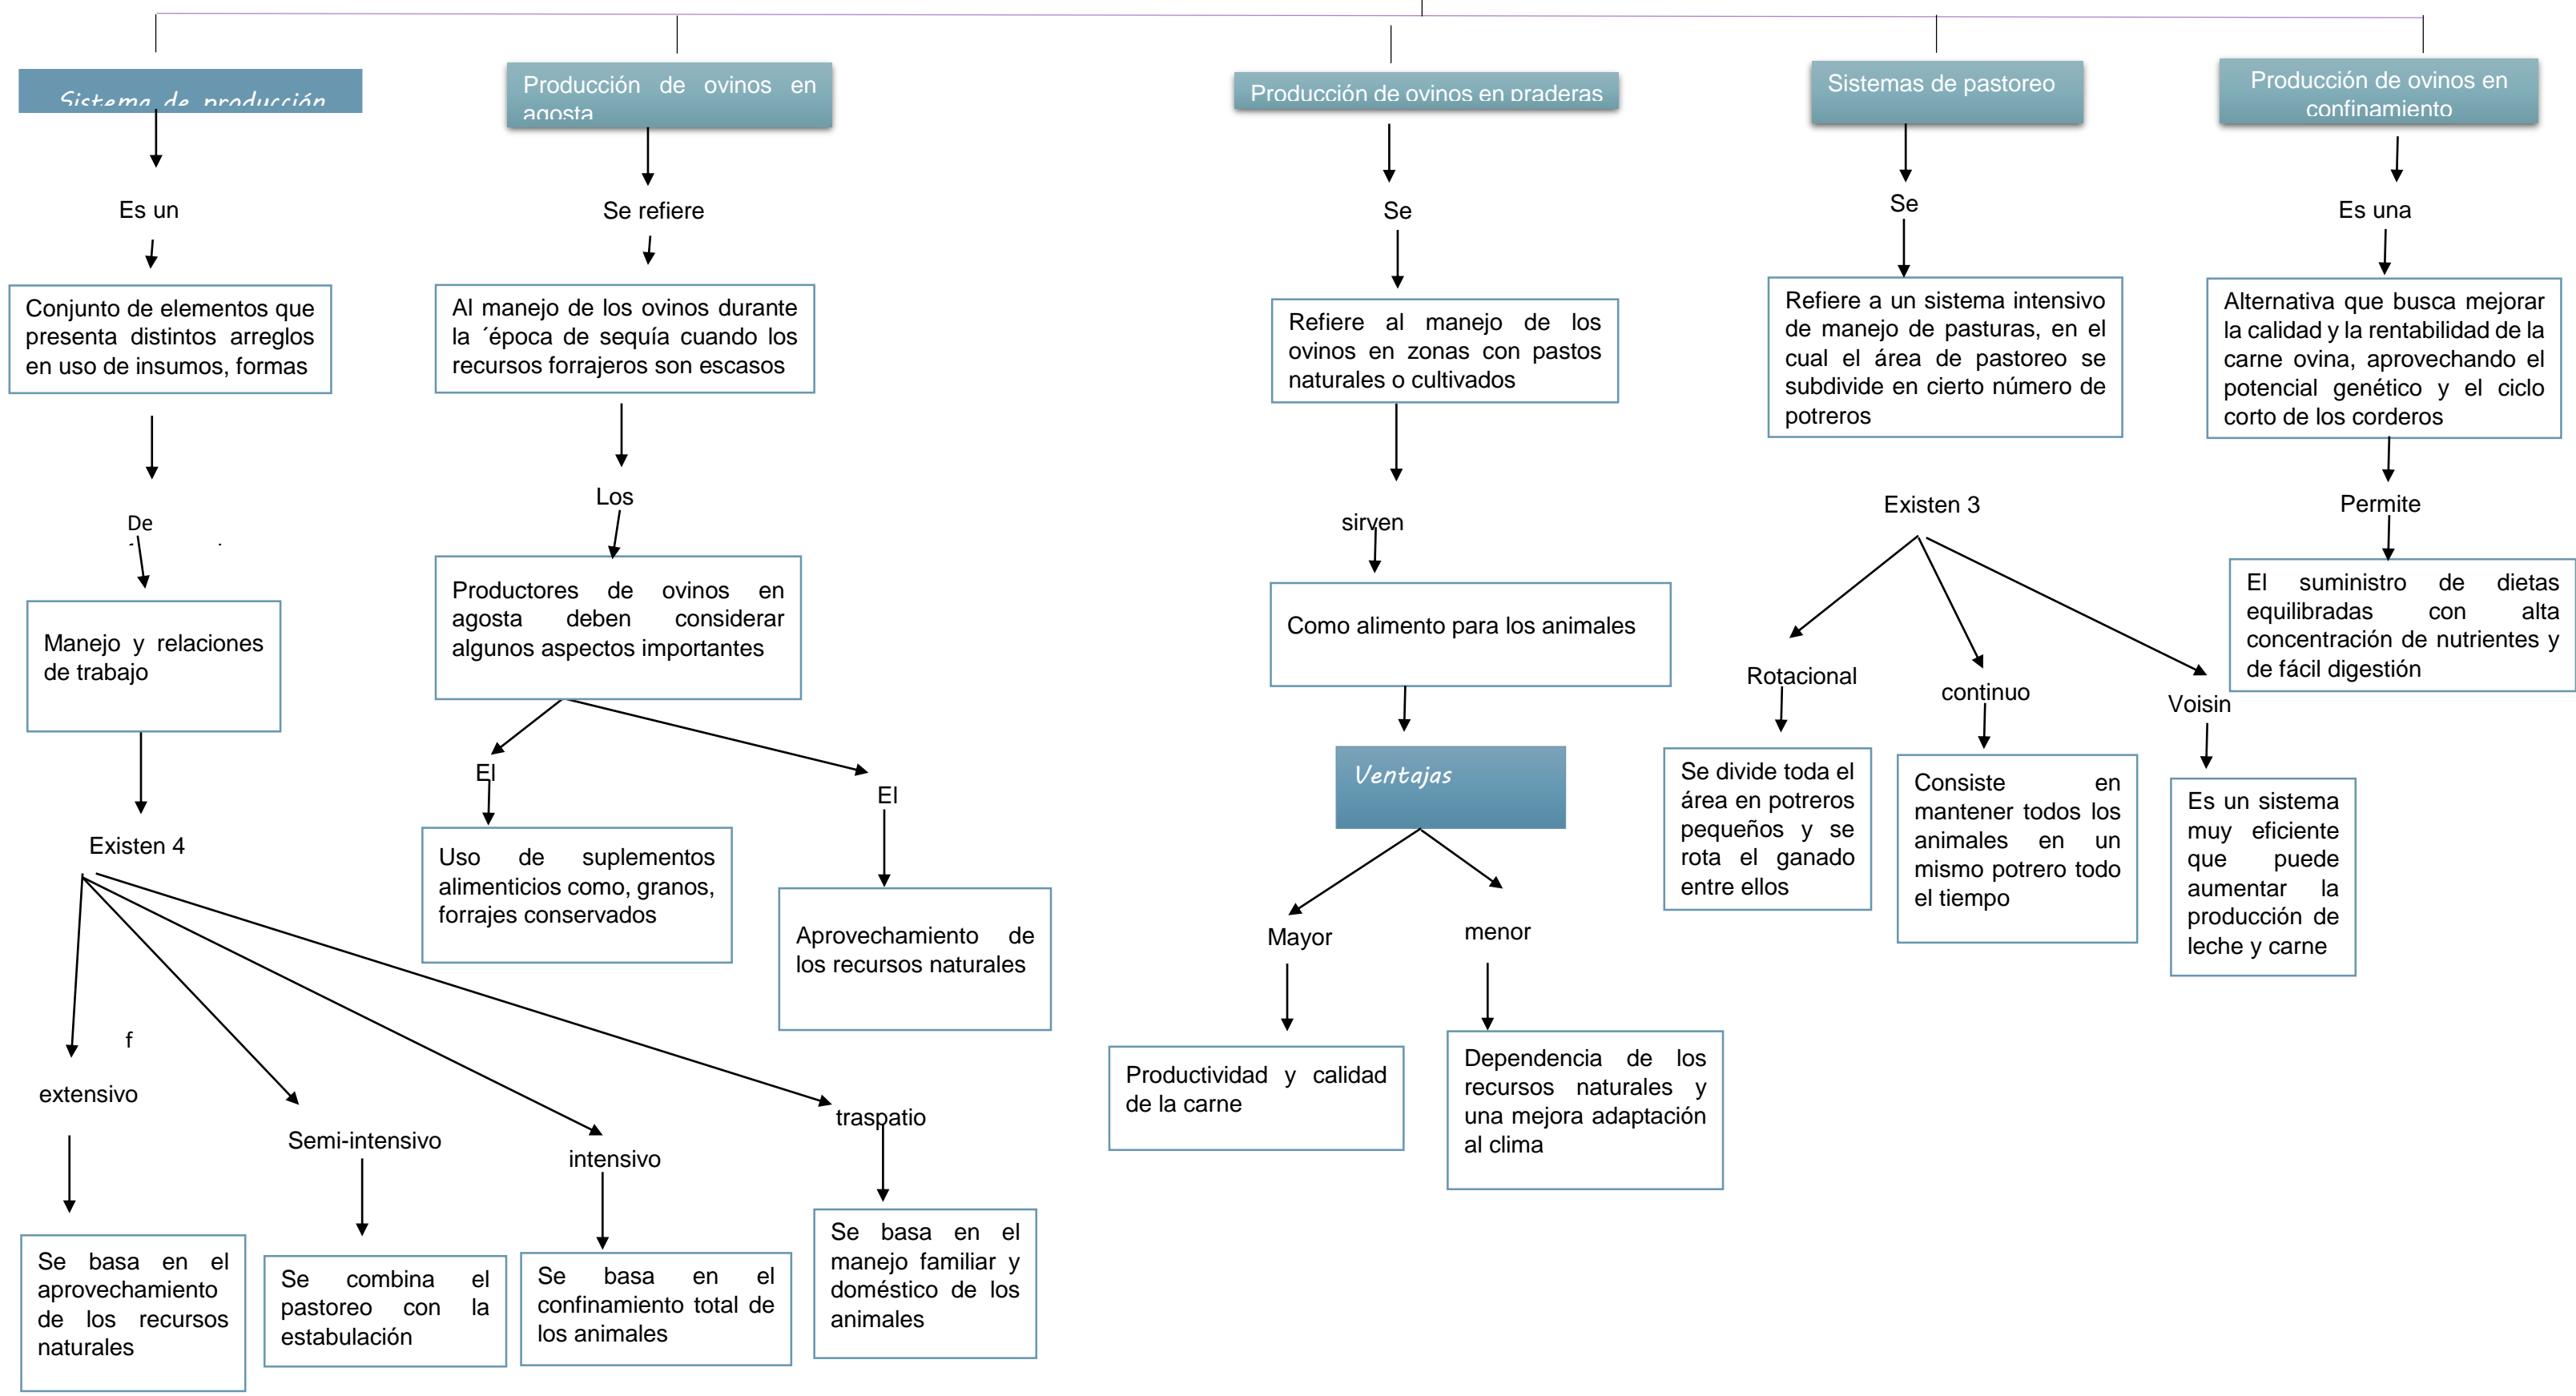 Sistema de producción
Es un
Conjunto de elementos que
presenta distintos arreglos
en uso de insumos, formas
De
Manejo y relaciones
de trabajo
Existen 4
f
extensivo
Se basa en el
aprovechamiento
de los recursos
naturales
Semi-intensivo
Se combina el
pastoreo con la
estabulación
intensivo
Se basa en el
confinamiento total de
los animales
traspatio
Se basa en el
manejo familiar y
doméstico de los
animales
Producción de ovinos en
agosta
Se refiere
Al manejo de los ovinos durante
la ´época de sequía cuando los
recursos forrajeros son escasos
Los
Productores de ovinos en
agosta deben considerar
algunos aspectos importantes
El
Uso de suplementos
alimenticios como, granos,
forrajes conservados
El
Aprovechamiento de
los recursos naturales
Producción de ovinos en praderas
Se
Refiere al manejo de los
ovinos en zonas con pastos
naturales o cultivados
sirven
Como alimento para los animales
Ventajas
Mayor
Productividad y calidad
de la carne
menor
Dependencia de los
recursos naturales y
una mejora adaptación
al clima
Sistemas de pastoreo
Se
Refiere a un sistema intensivo
de manejo de pasturas, en el
cual el área de pastoreo se
subdivide en cierto número de
potreros
Existen 3
Rotacional
Se divide toda el
área en potreros
pequeños y se
rota el ganado
entre ellos
continuo
Consiste en
mantener todos los
animales en un
mismo potrero todo
el tiempo
Voisin
Es un sistema
muy eficiente
que puede
aumentar la
producción de
leche y carne
Producción de ovinos en
confinamiento
Es una
Alternativa que busca mejorar
la calidad y la rentabilidad de la
carne ovina, aprovechando el
potencial genético y el ciclo
corto de los corderos
Permite
El suministro de dietas
equilibradas con alta
concentración de nutrientes y
de fácil digestión